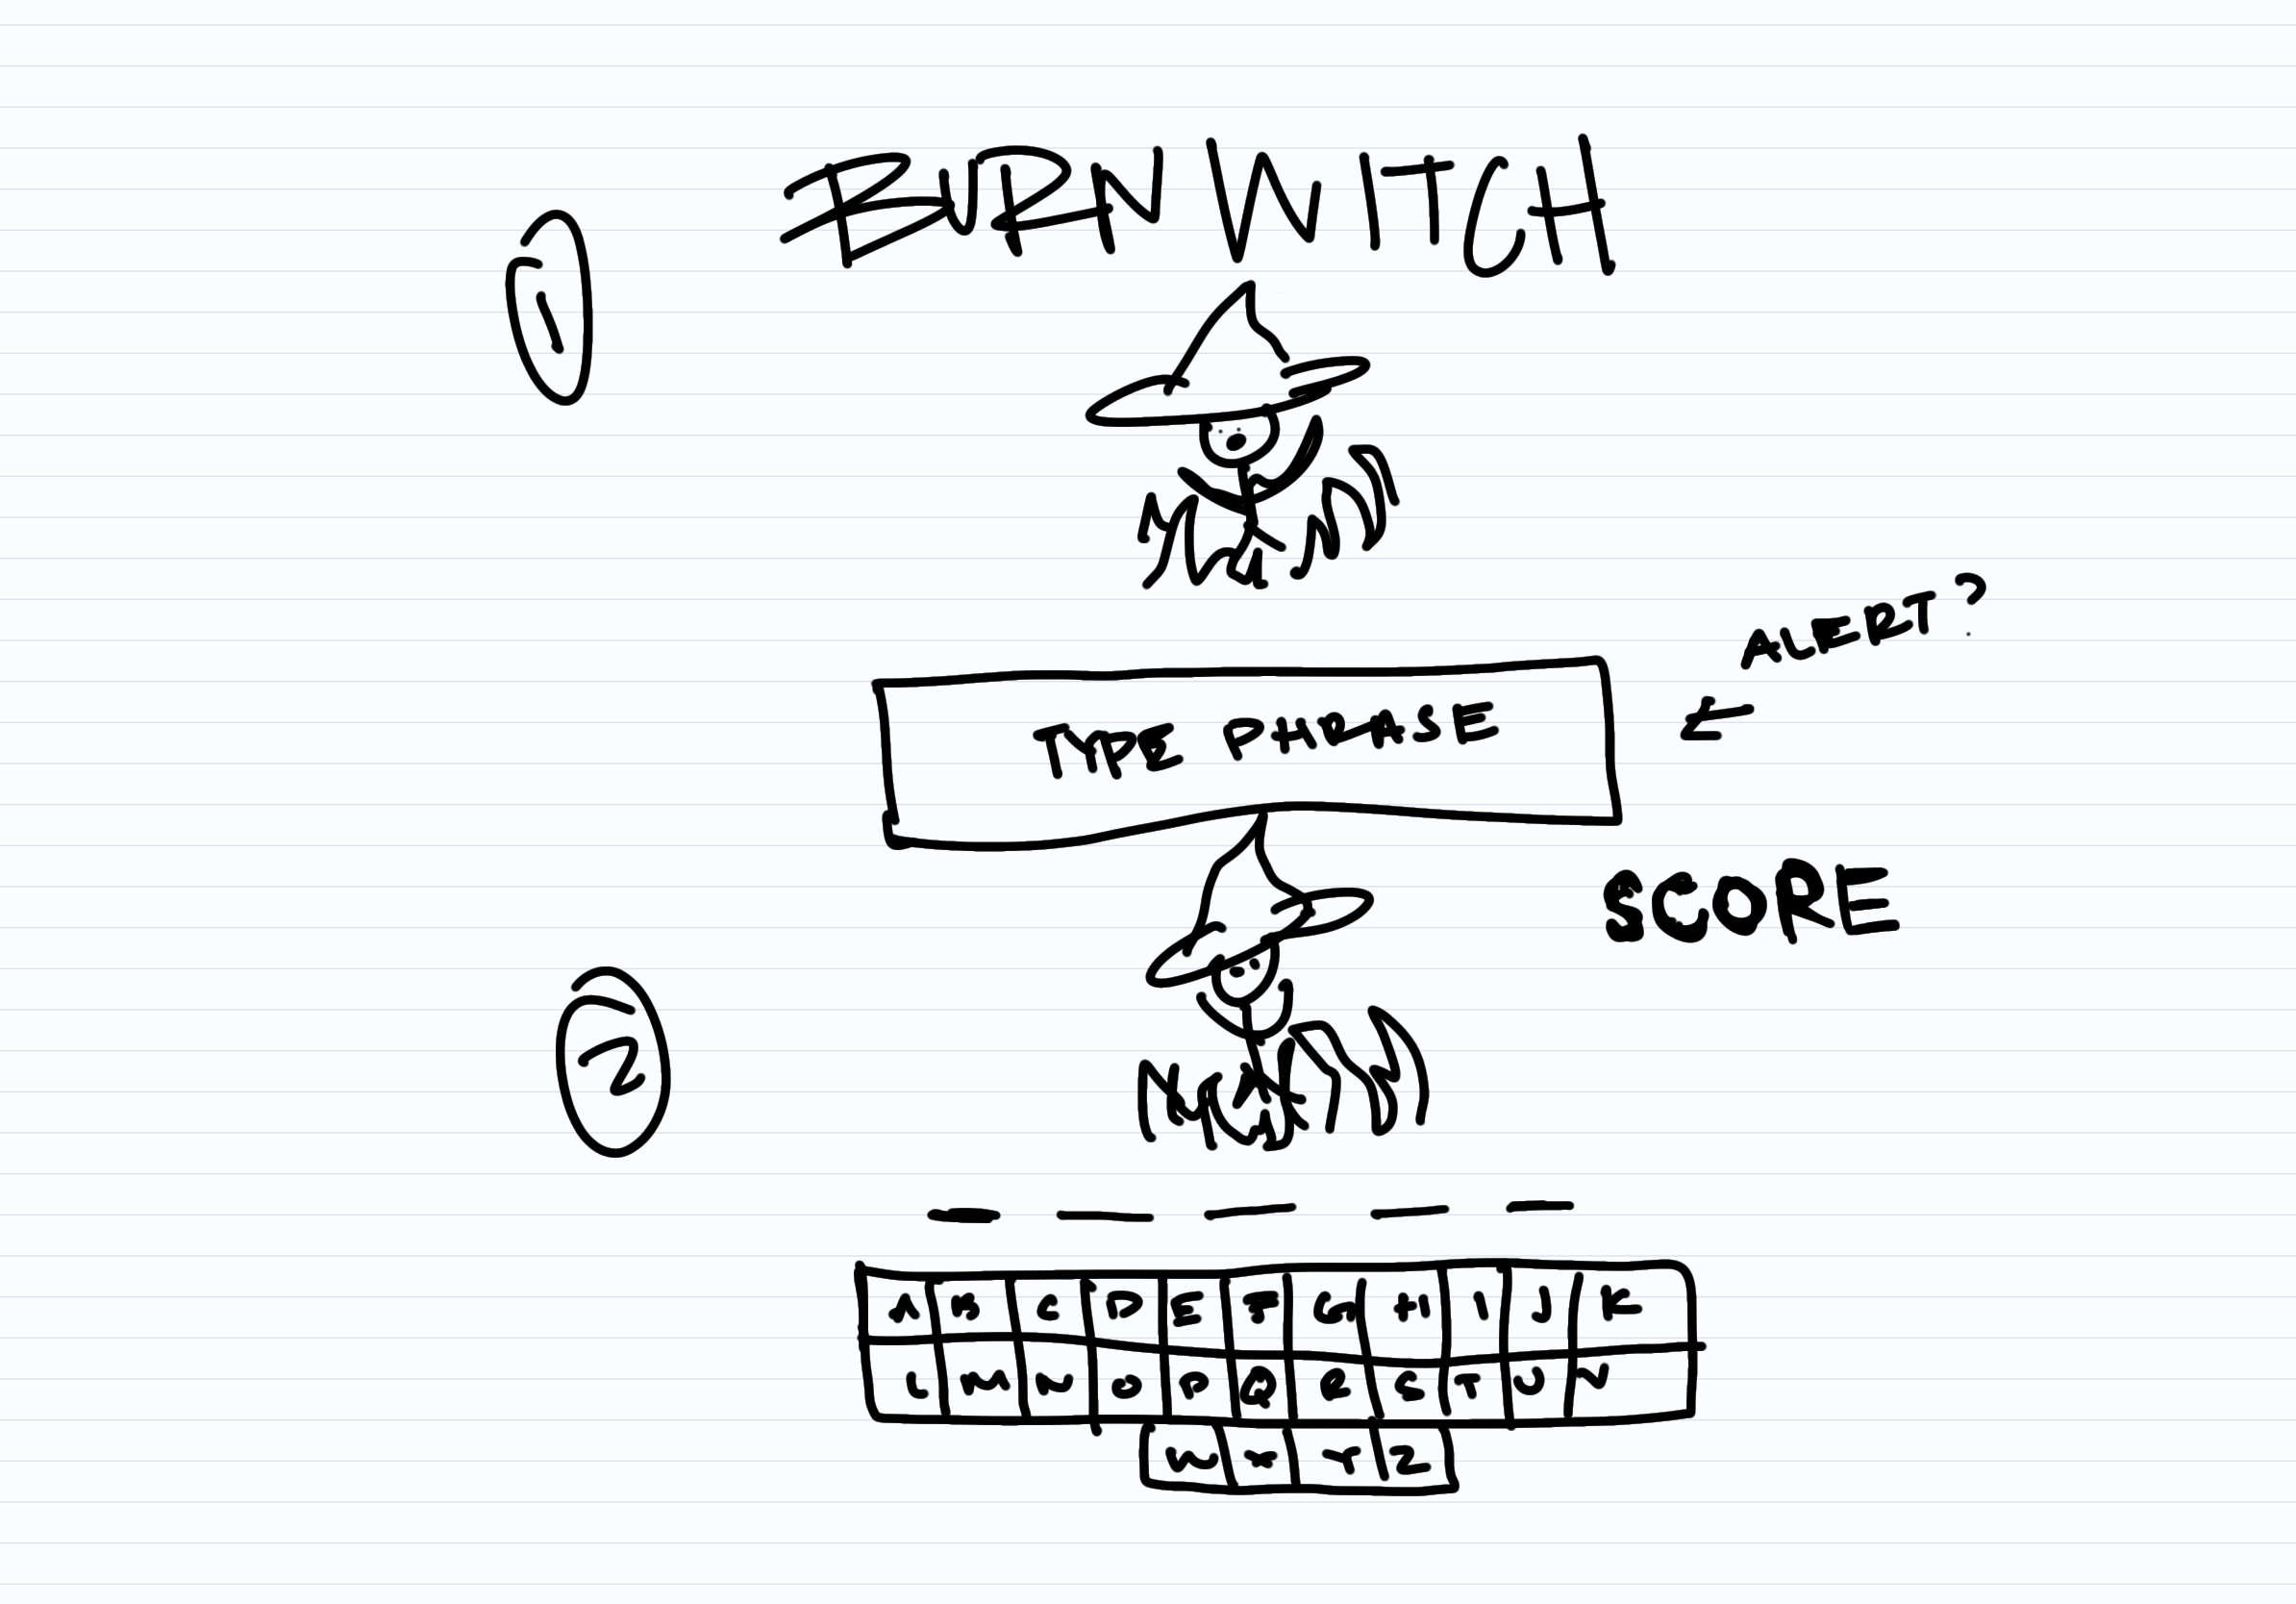 BURN WITCH
1
ALERT?
TYPE PHRASE
SCORE
2
A B C D E F G H I J K
L M N O P Q R S T U V
W X Y Z